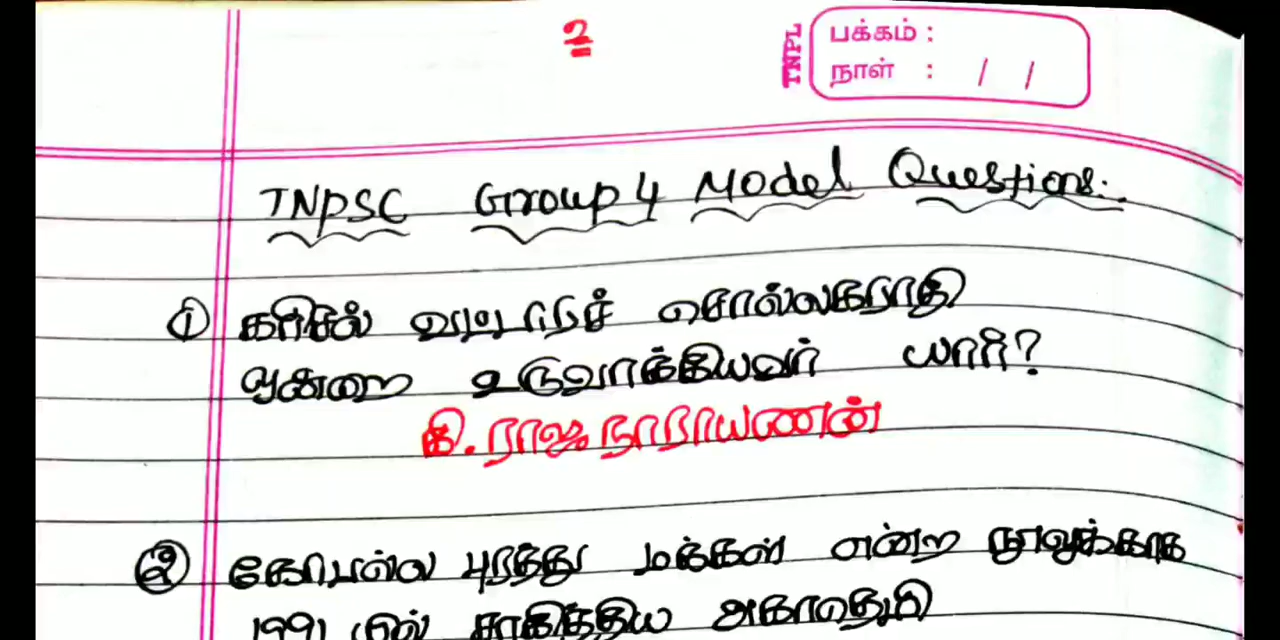 உ
TNPL
பக்கம் :
நாள் : / /
TNPSC Group 4 Model Questions:.
① கரிசல் வட்டாரச் சொல்லகராதி
ஒன்றை உருவாக்கியவர் யார்?
கி. ராஜநாராயணன்
② கோபல்ல புரத்து மக்கள் என்ற நூலுக்காக
1991 யில் சாகித்திய அகாதெமி